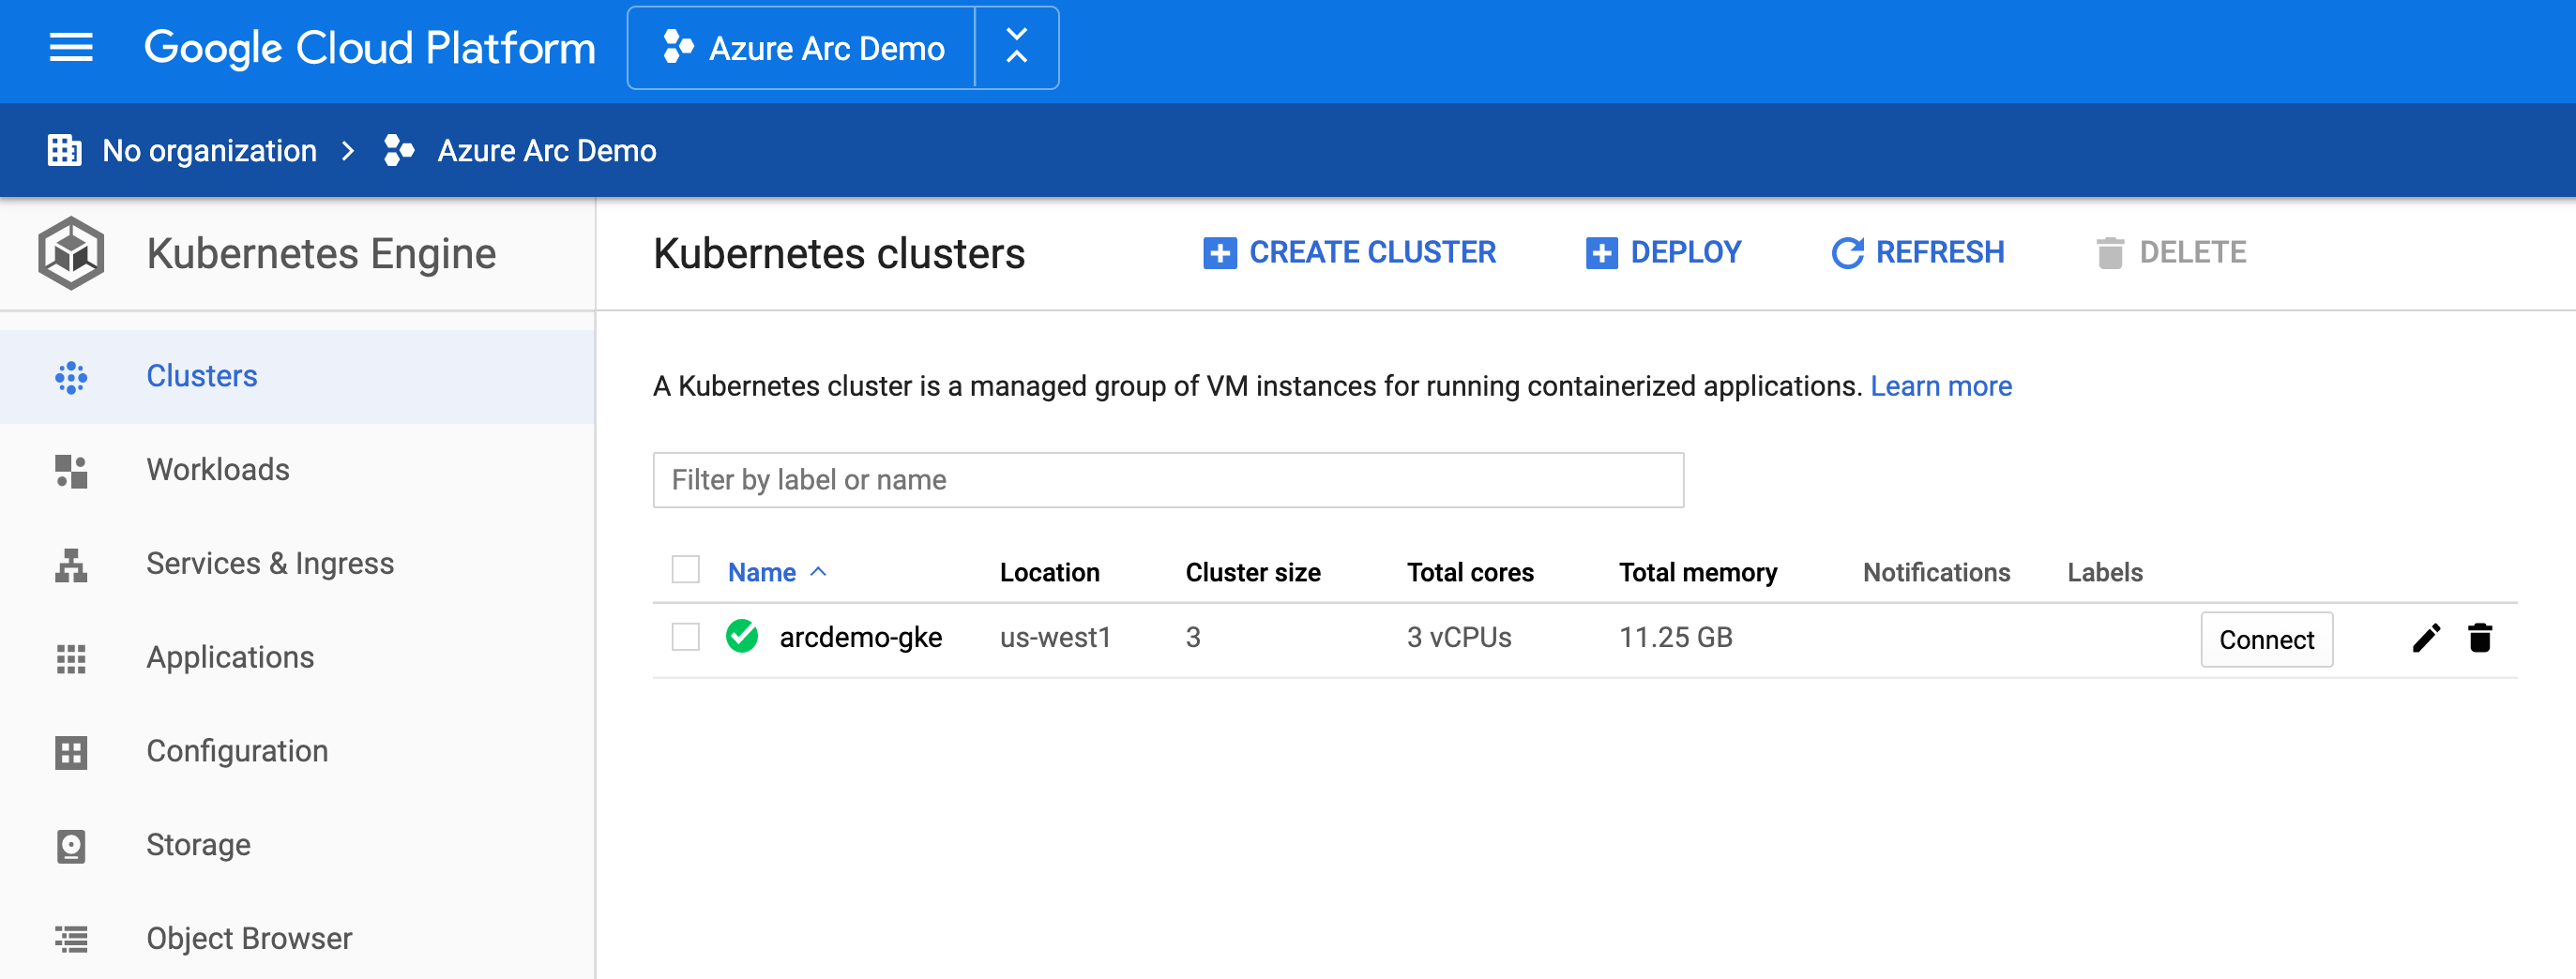 Google Cloud Platform Azure Arc Demo
No organization Azure Arc Demo
Kubernetes Engine
Kubernetes clusters CREATE CLUSTER DEPLOY REFRESH DELETE
Clusters
Workloads
Services & Ingress
Applications
Configuration
Storage
Object Browser
A Kubernetes cluster is a managed group of VM instances for running containerized applications. Learn more
Filter by label or name
Name Location Cluster size Total cores Total memory Notifications Labels
arcdemo-gke us-west1 3 3 vCPUs 11.25 GB Connect